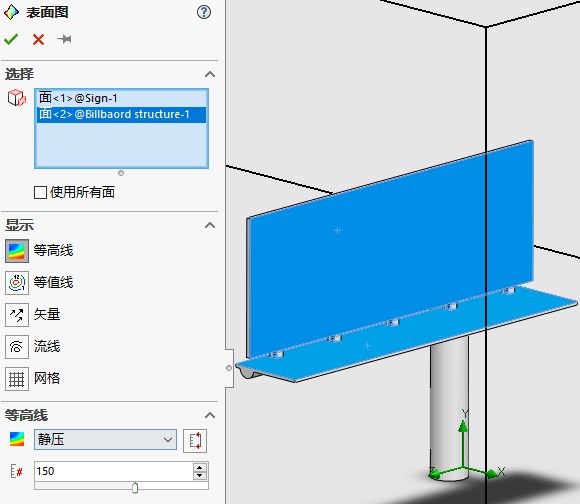 表面图
选择
面<1>@Sign-1
面<2>@Billbaord structure-1
使用所有面
显示
等高线
等值线
矢量
流线
网格
等高线
静压
150
Y
Z
X